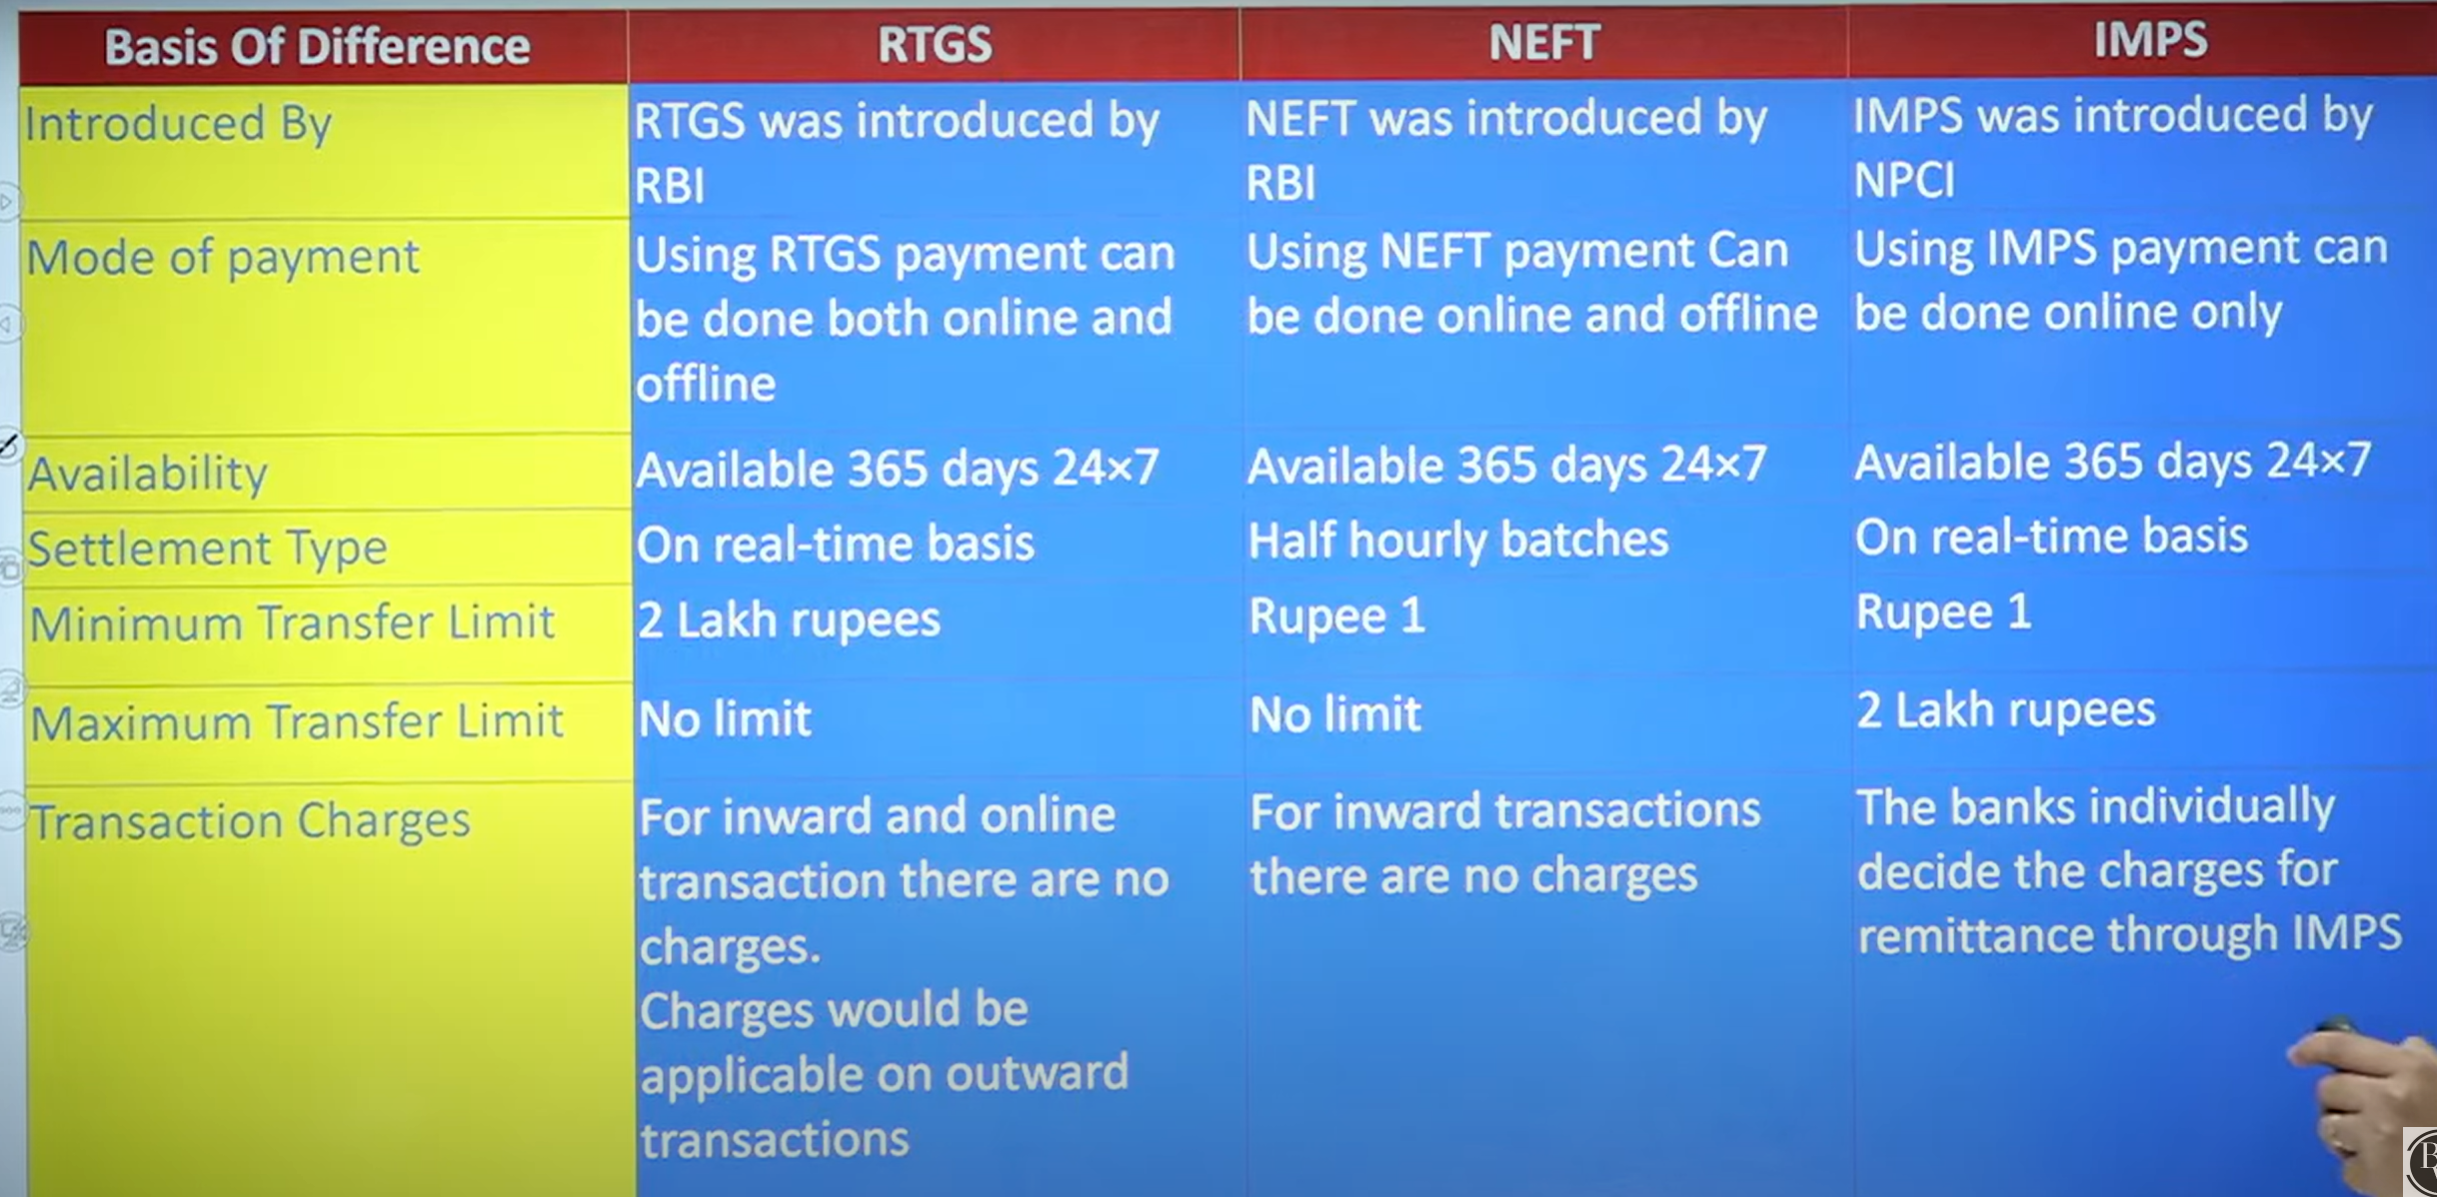 Basis Of Difference
RTGS
NEFT
IMPS
Introduced By
RTGS was introduced by
RBI
NEFT was introduced by
RBI
IMPS was introduced by
NPCI
Mode of payment
Using RTGS payment can
be done both online and
offline
Using NEFT payment Can
be done online and offline
Using IMPS payment can
be done online only
Availability
Available 365 days 24×7
Available 365 days 24×7
Available 365 days 24×7
Settlement Type
On real-time basis
Half hourly batches
On real-time basis
Minimum Transfer Limit
2 Lakh rupees
Rupee 1
Rupee 1
Maximum Transfer Limit
No limit
No limit
2 Lakh rupees
Transaction Charges
For inward and online
transaction there are no
charges.
Charges would be
applicable on outward
transactions
For inward transactions
there are no charges
The banks individually
decide the charges for
remittance through IMPS